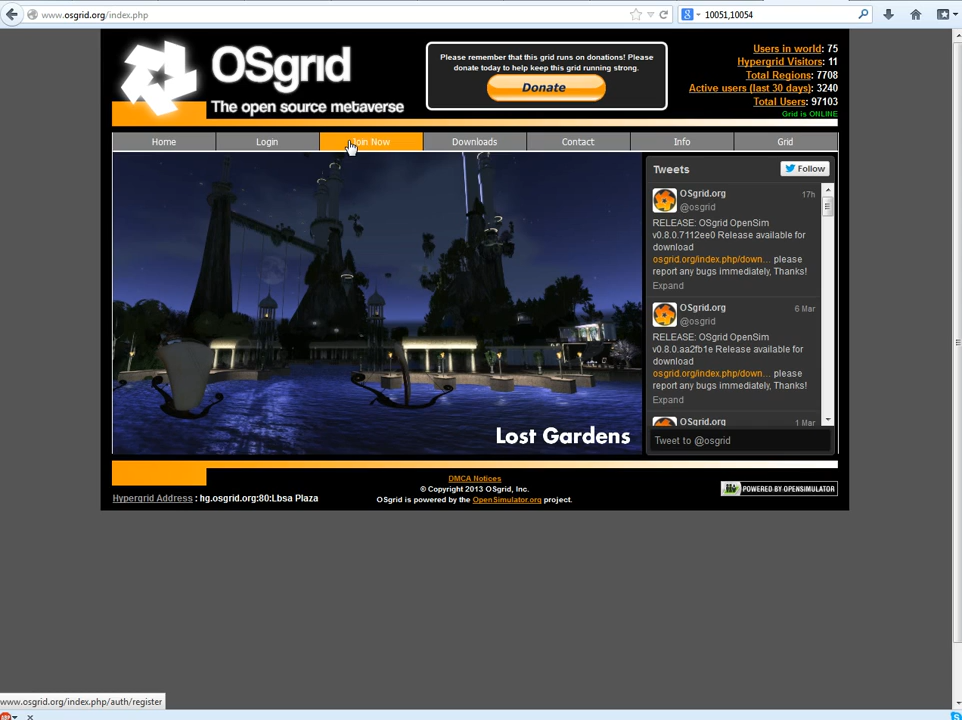 www.osgrid.org/index.php
10051,10054
OSgrid
The open source metaverse
Please remember that this grid runs on donations! Please
donate today to help keep this grid running strong.
Donate
Users in world: 75
Hypergrid Visitors: 11
Total Regions: 7708
Active users (last 30 days): 3240
Total Users: 97103
Grid is ONLINE
Home
Login
Join Now
Downloads
Contact
Info
Grid
Lost Gardens
Tweets
Follow
OSgrid.org
17h
@osgrid
RELEASE: OSgrid OpenSim
v0.8.0.7112ee0 Release available for
download
osgrid.org/index.php/down... please
report any bugs immediately, Thanks!
Expand
OSgrid.org
6 Mar
@osgrid
RELEASE: OSgrid OpenSim
v0.8.0.aa2fb1e Release available for
download
osgrid.org/index.php/down... please
report any bugs immediately, Thanks!
Expand
OSgrid.org
1 Mar
Tweet to @osgrid
Hypergrid Address : hg.osgrid.org:80:Lbsa Plaza
DMCA Notices
© Copyright 2013 OSgrid, Inc.
OSgrid is powered by the OpenSimulator.org project.
POWERED BY OPENSIMULATOR
www.osgrid.org/index.php/auth/register